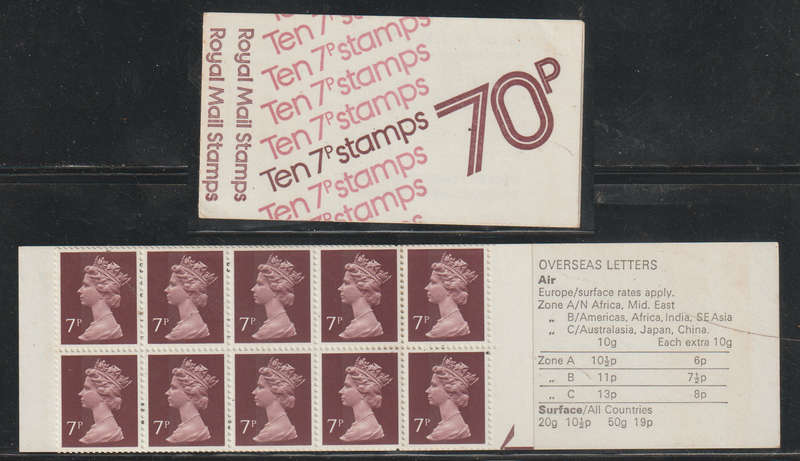 Royal Mail Stamps
Royal Mail Stamps
Ten 7P stamps
Ten 7P stamps
Ten 7P stamps
Ten 7P stamps
Ten 7P stamps
Ten 7P stamps
Ten 7P stamps
70P
7P
7P
7P
7P
7P
7P
7P
7P
7P
7P
OVERSEAS LETTERS
Air
Europe/surface rates apply.
Zone A/N Africa, Mid. East
„ B/Americas, Africa, India, SE Asia
„ C/Australasia, Japan, China.
10g Each extra 10g
Zone A 10½p 6p
„ B 11p 7½p
„ C 13p 8p
Surface/All Countries
20g 10½p 50g 19p